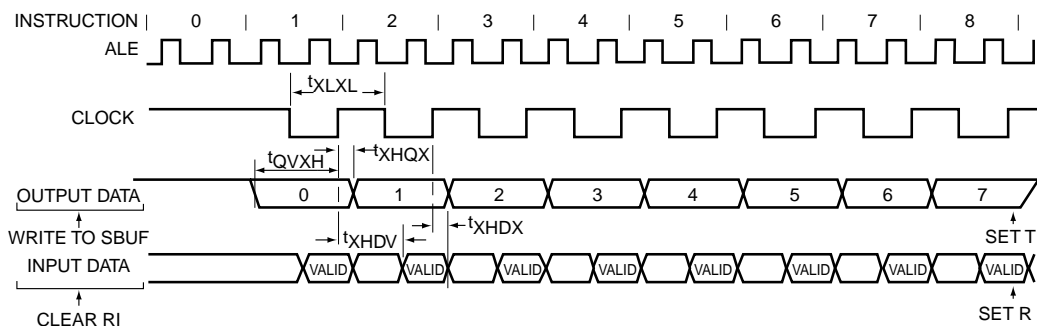 INSTRUCTION | 0 | 1 | 2 | 3 | 4 | 5 | 6 | 7 | 8 |
ALE
tXLXL
CLOCK
tQVXH
tXHQX
OUTPUT DATA
0 1 2 3 4 5 6 7
WRITE TO SBUF
tXHDV
tXHDX
SET T
INPUT DATA
VALID VALID VALID VALID VALID VALID VALID VALID
CLEAR RI
SET R